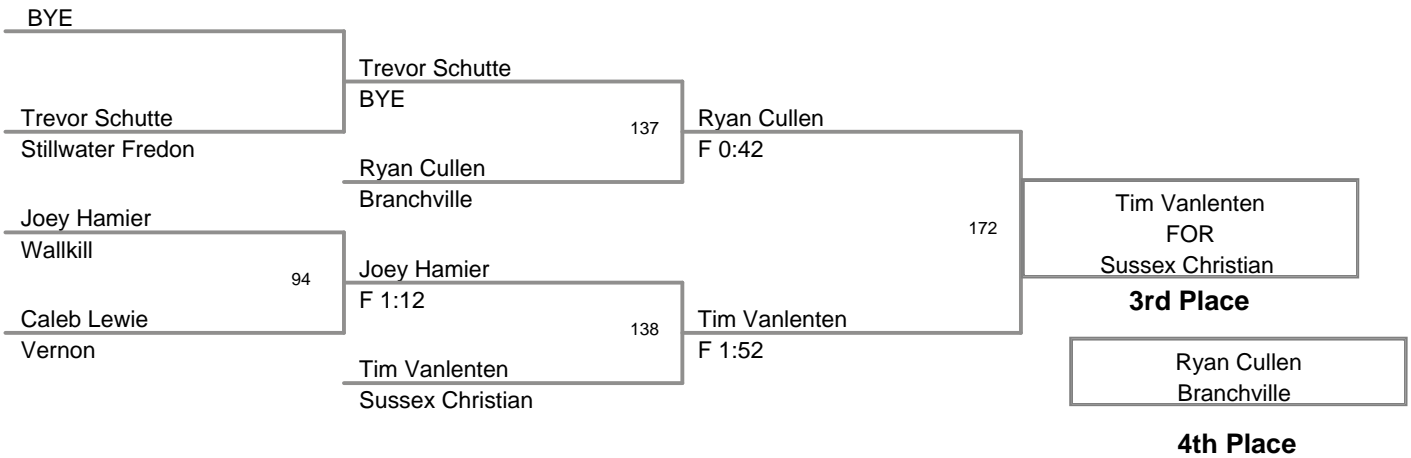 BYE
Trevor Schutte
BYE
Trevor Schutte
Stillwater Fredon
137
Ryan Cullen
F 0:42
Ryan Cullen
Branchville
Joey Hamier
Wallkill
94
Joey Hamier
F 1:12
Caleb Lewie
Vernon
138
Tim Vanlenten
F 1:52
Tim Vanlenten
Sussex Christian
172
Tim Vanlenten
FOR
Sussex Christian
3rd Place
Ryan Cullen
Branchville
4th Place